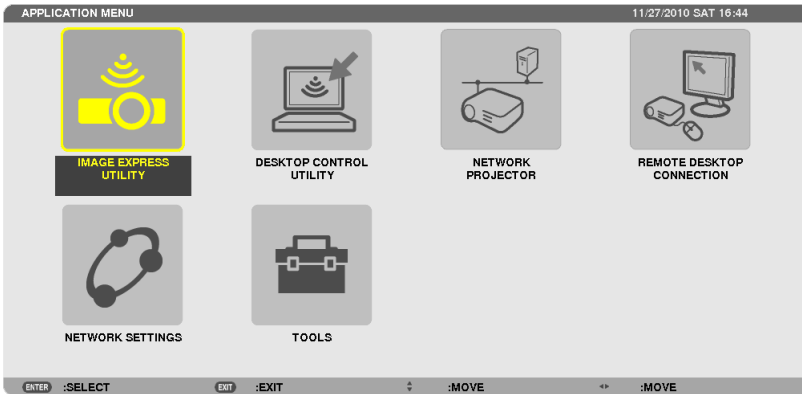 APPLICATION MENU 11/27/2010 SAT 16:44
IMAGE EXPRESS
UTILITY
DESKTOP CONTROL
UTILITY
NETWORK
PROJECTOR
REMOTE DESKTOP
CONNECTION
NETWORK SETTINGS
TOOLS
ENTER :SELECT EXIT :EXIT :MOVE :MOVE